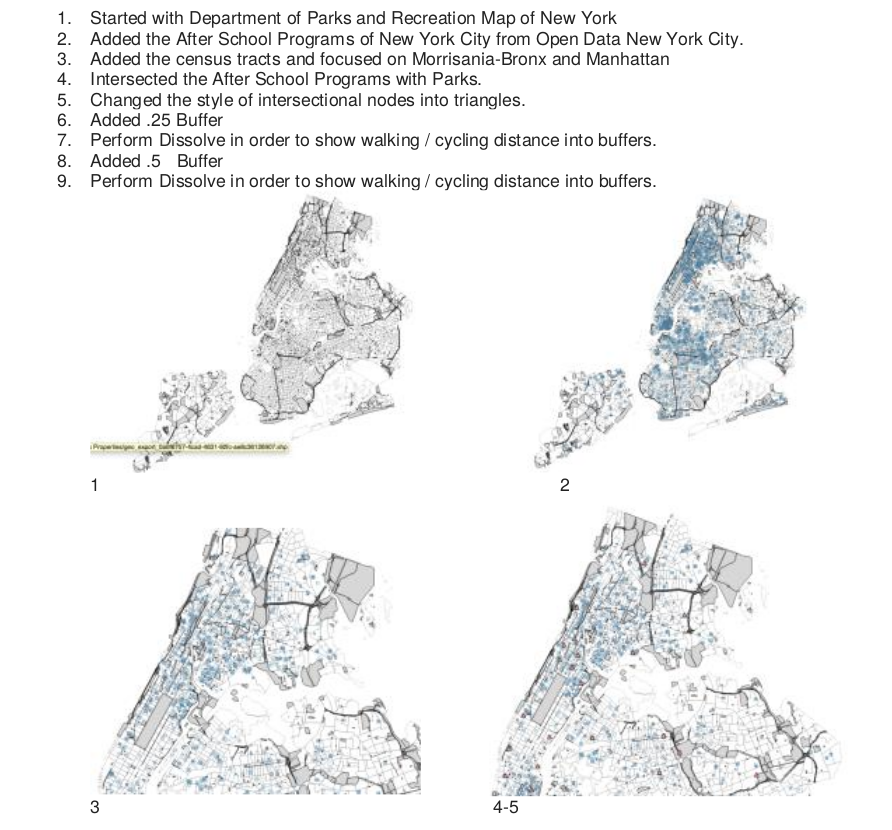 1. Started with Department of Parks and Recreation Map of New York
2. Added the After School Programs of New York City from Open Data New York City.
3. Added the census tracts and focused on Morrisania-Bronx and Manhattan
4. Intersected the After School Programs with Parks.
5. Changed the style of intersectional nodes into triangles.
6. Added .25 Buffer
7. Perform Dissolve in order to show walking / cycling distance into buffers.
8. Added .5 Buffer
9. Perform Dissolve in order to show walking / cycling distance into buffers.
1
2
3
4-5